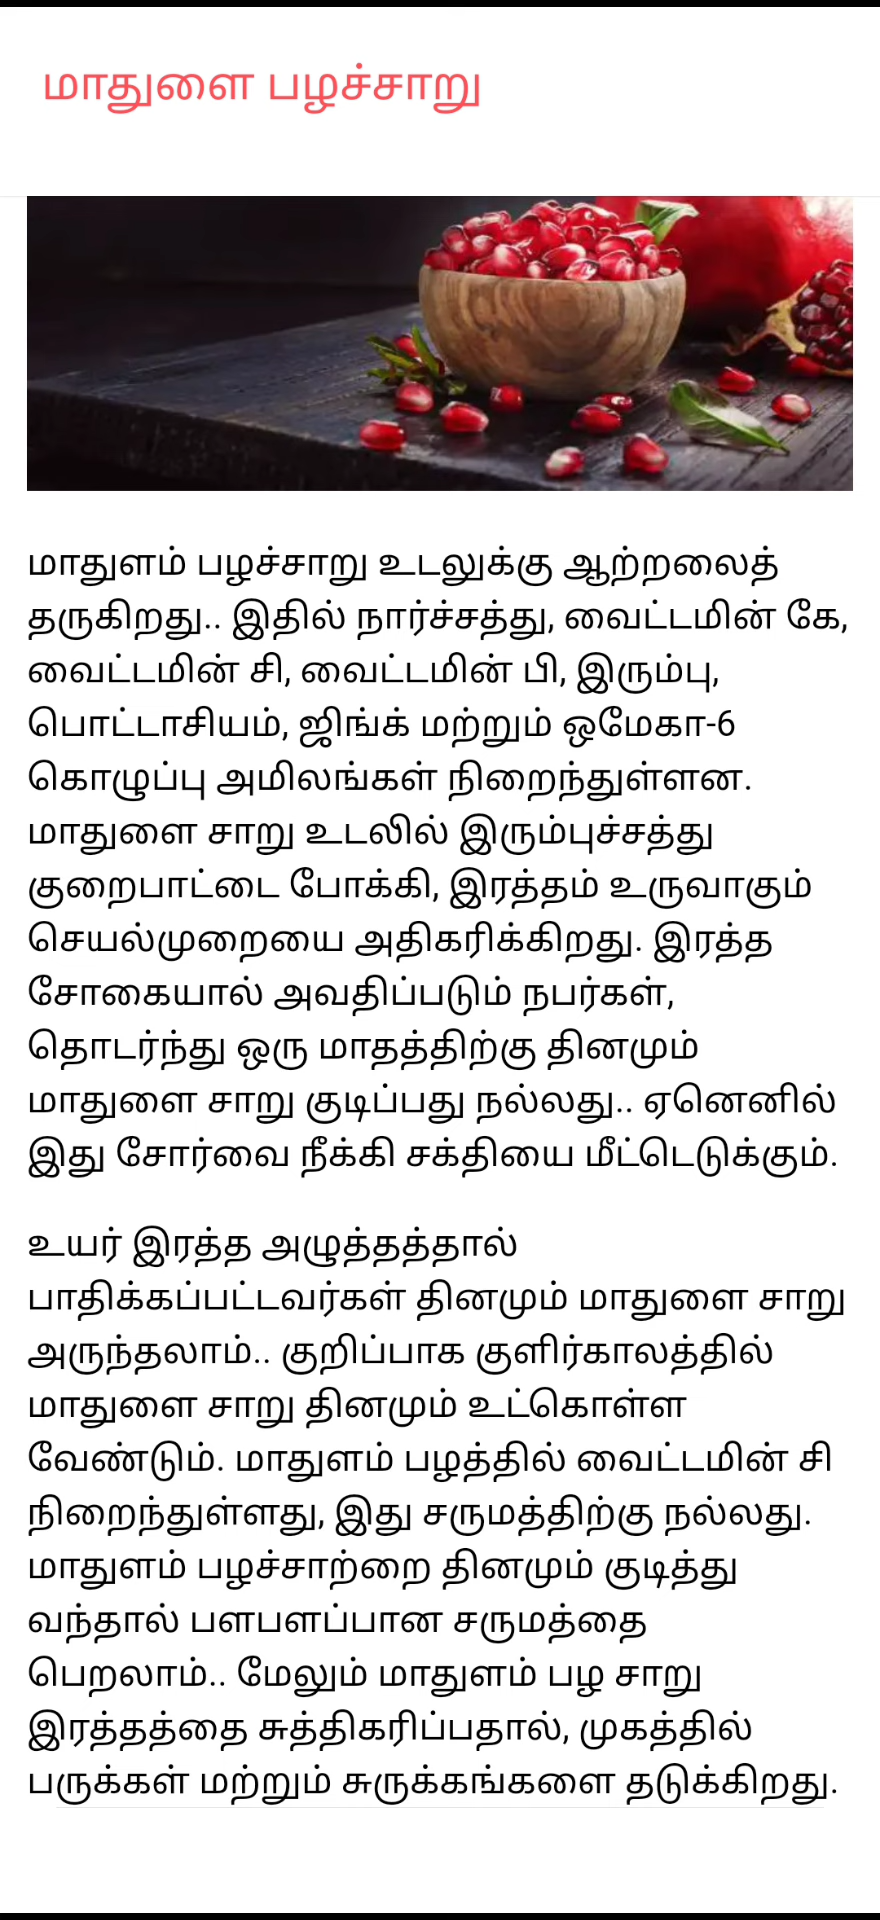 மாதுளை பழச்சாறு
மாதுளம் பழச்சாறு உடலுக்கு ஆற்றலைத்
தருகிறது.. இதில் நார்ச்சத்து, வைட்டமின் கே,
வைட்டமின் சி, வைட்டமின் பி, இரும்பு,
பொட்டாசியம், ஜிங்க் மற்றும் ஒமேகா-6
கொழுப்பு அமிலங்கள் நிறைந்துள்ளன.
மாதுளை சாறு உடலில் இரும்புச்சத்து
குறைபாட்டை போக்கி, இரத்தம் உருவாகும்
செயல்முறையை அதிகரிக்கிறது. இரத்த
சோகையால் அவதிப்படும் நபர்கள்,
தொடர்ந்து ஒரு மாதத்திற்கு தினமும்
மாதுளை சாறு குடிப்பது நல்லது.. ஏனெனில்
இது சோர்வை நீக்கி சக்தியை மீட்டெடுக்கும்.
உயர் இரத்த அழுத்தத்தால்
பாதிக்கப்பட்டவர்கள் தினமும் மாதுளை சாறு
அருந்தலாம்.. குறிப்பாக குளிர்காலத்தில்
மாதுளை சாறு தினமும் உட்கொள்ள
வேண்டும். மாதுளம் பழத்தில் வைட்டமின் சி
நிறைந்துள்ளது, இது சருமத்திற்கு நல்லது.
மாதுளம் பழச்சாற்றை தினமும் குடித்து
வந்தால் பளபளப்பான சருமத்தை
பெறலாம்.. மேலும் மாதுளம் பழ சாறு
இரத்தத்தை சுத்திகரிப்பதால், முகத்தில்
பருக்கள் மற்றும் சுருக்கங்களை தடுக்கிறது.